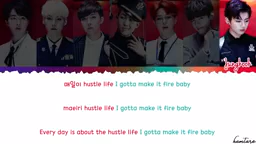 Jungkook
매일이 hustle life I gotta make it fire baby
maeiri hustle life I gotta make it fire baby
Every day is about the hustle life I gotta make it fire baby
hamtare